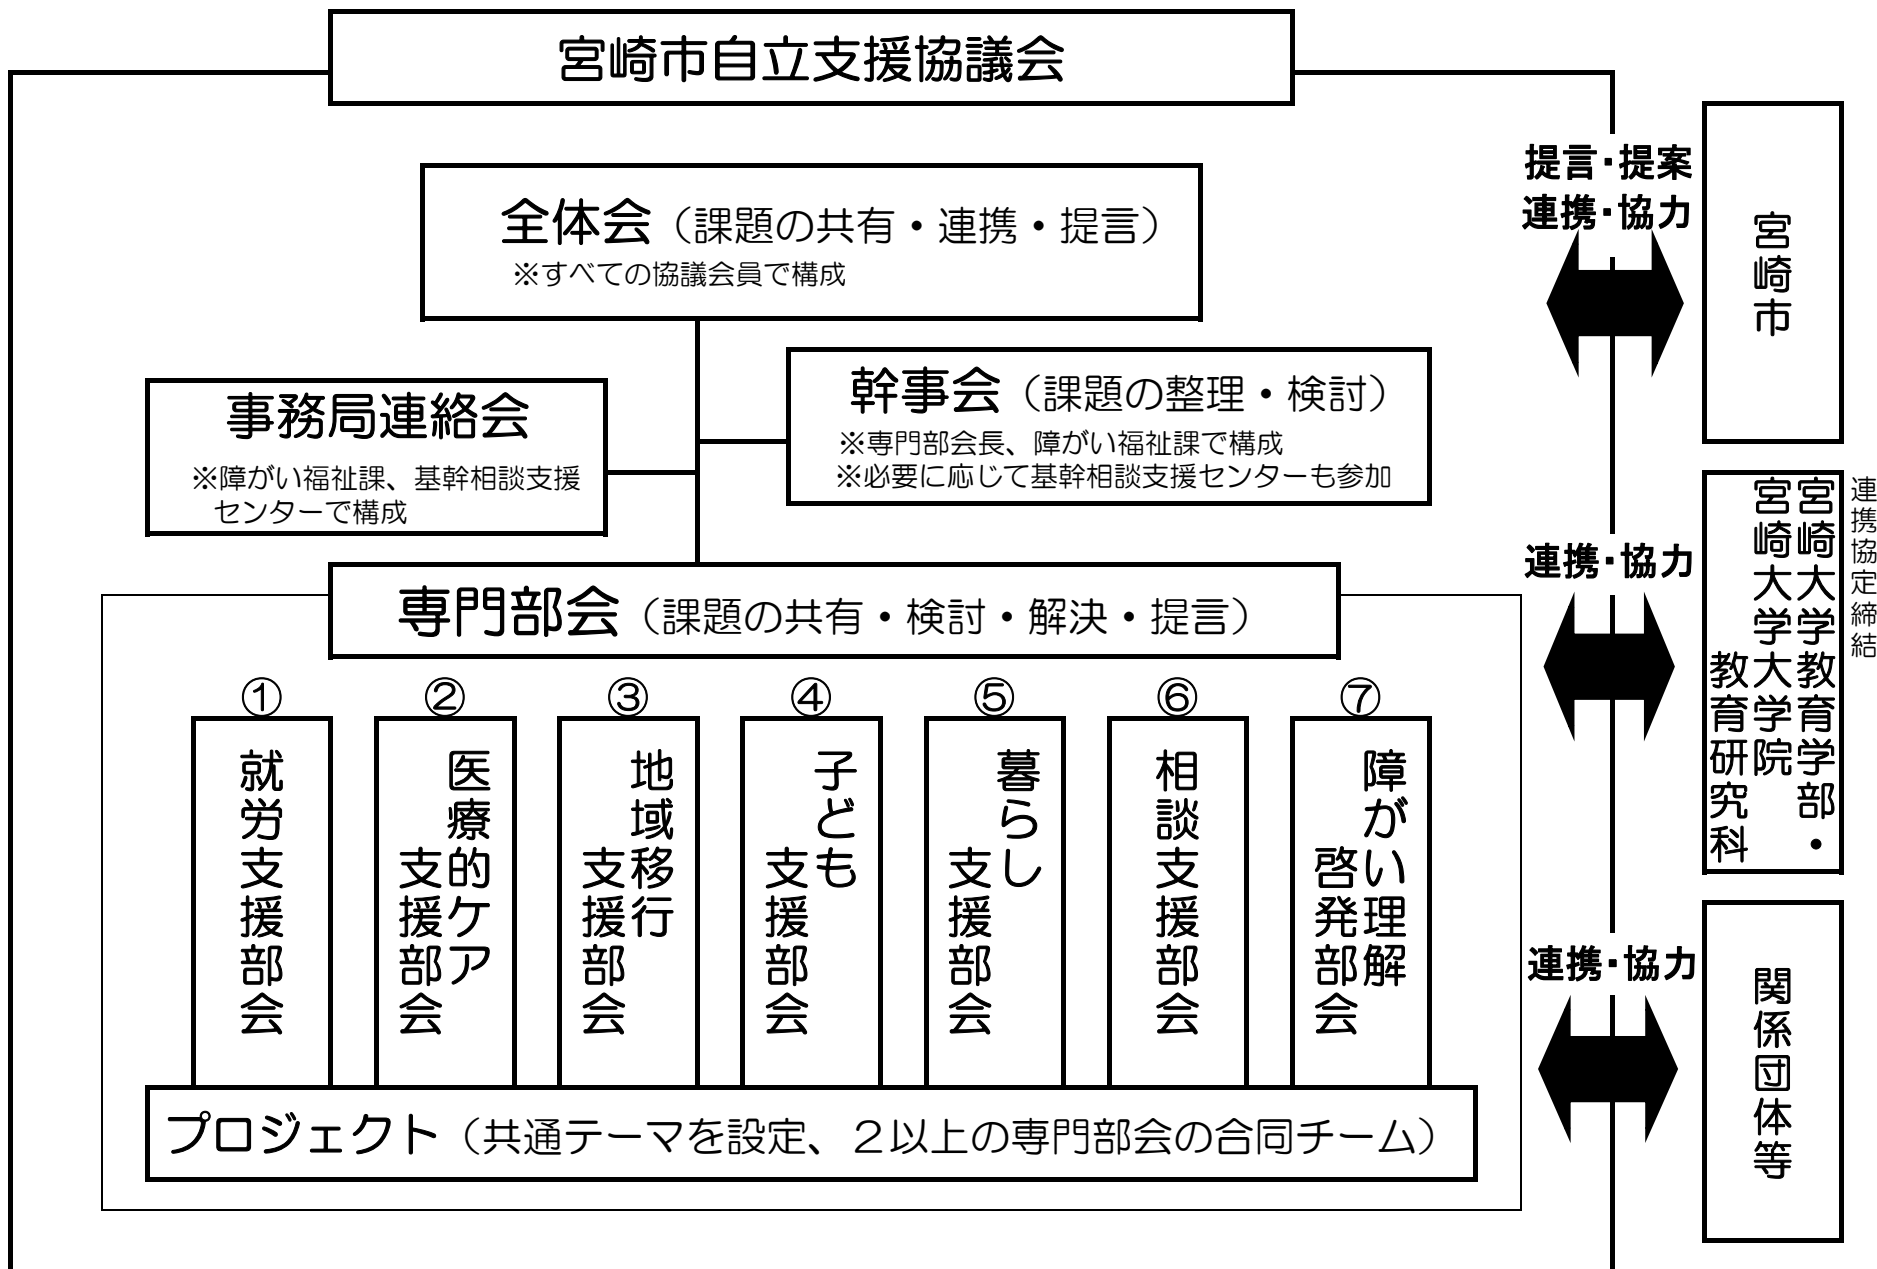 宮崎市自立支援協議会
全体会（課題の共有・連携・提言）
※すべての協議会員で構成
事務局連絡会
※障がい福祉課、基幹相談支援
センターで構成
幹事会（課題の整理・検討）
※専門部会長、障がい福祉課で構成
※必要に応じて基幹相談支援センターも参加
専門部会（課題の共有・検討・解決・提言）
①
就労支援部会
②
医療的ケア
支援部会
③
地域移行
支援部会
④
子ども
支援部会
⑤
暮らし
支援部会
⑥
相談支援部会
⑦
障がい理解
啓発部会
プロジェクト（共通テーマを設定、２以上の専門部会の合同チーム）
提言・提案
連携・協力
宮崎市
連携・協力
宮崎大学教育学部・
宮崎大学大学院
教育研究科
連携協定締結
連携・協力
関係団体等